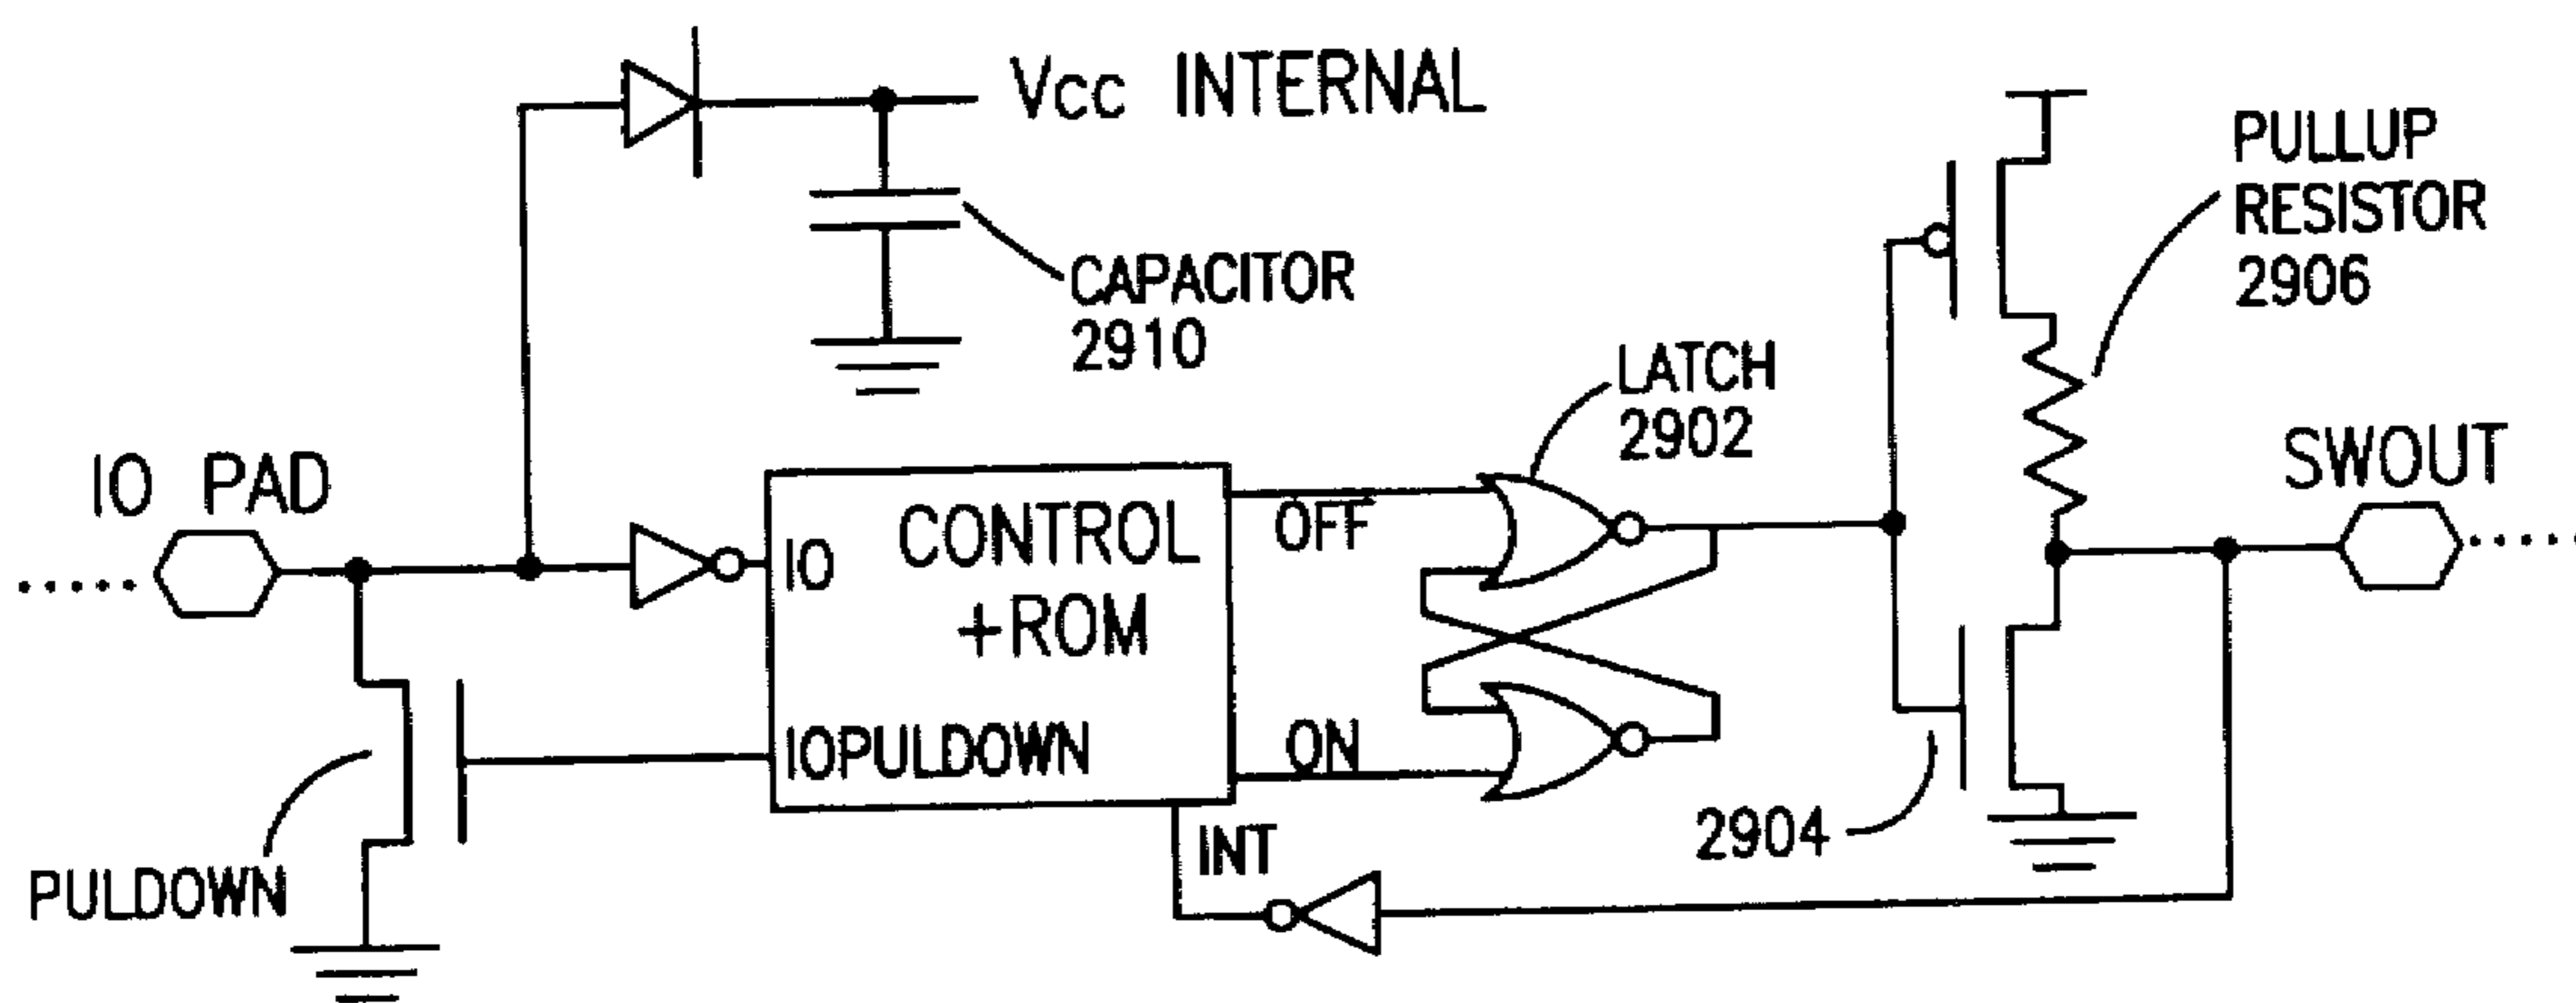 VCC INTERNAL
CAPACITOR
2910
PULLUP
RESISTOR
2906
LATCH
2902
IO PAD
SWOUT
IO
CONTROL
+ROM
IOPULDOWN
OFF
ON
INT
2904
PULDOWN